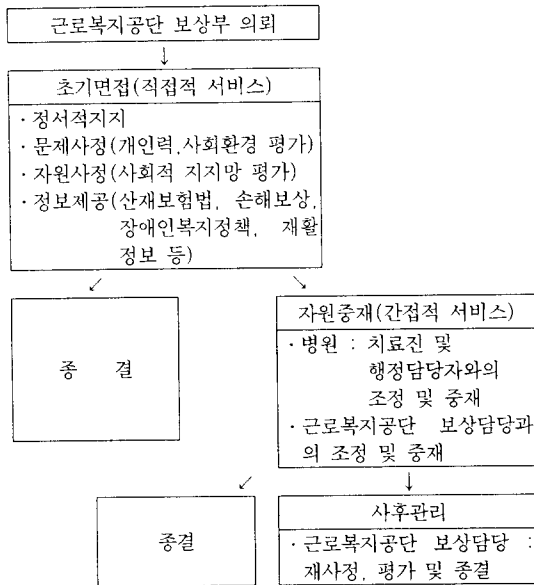 근로복지공단 보상부 의뢰
↓
초기면접(직접적 서비스)
· 정서적지지
· 문제사정(개인력,사회환경 평가)
· 자원사정(사회적 지지망 평가)
· 정보제공(산재보험법, 손해보상,
장애인복지정책, 재활
정보 등)
↙ ↘
종 결
자원중재(간접적 서비스)
· 병원 : 치료진 및
행정담당자와의
조정 및 중재
· 근로복지공단 보상담당과
의 조정 및 중재
↙ ↓
종결
사후관리
· 근로복지공단 보상담당 :
재사정, 평가 및 종결